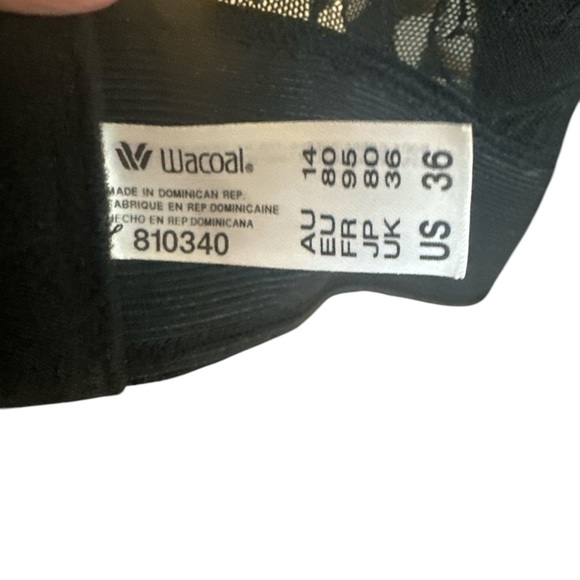 Wacoal®
MADE IN DOMINICAN REP.
FABRIQUE EN REP.DOMINICAINE
HECHO EN REP.DOMINICANA
810340
AU 14
EU 80
FR 95
JP 80
UK 36
US 36